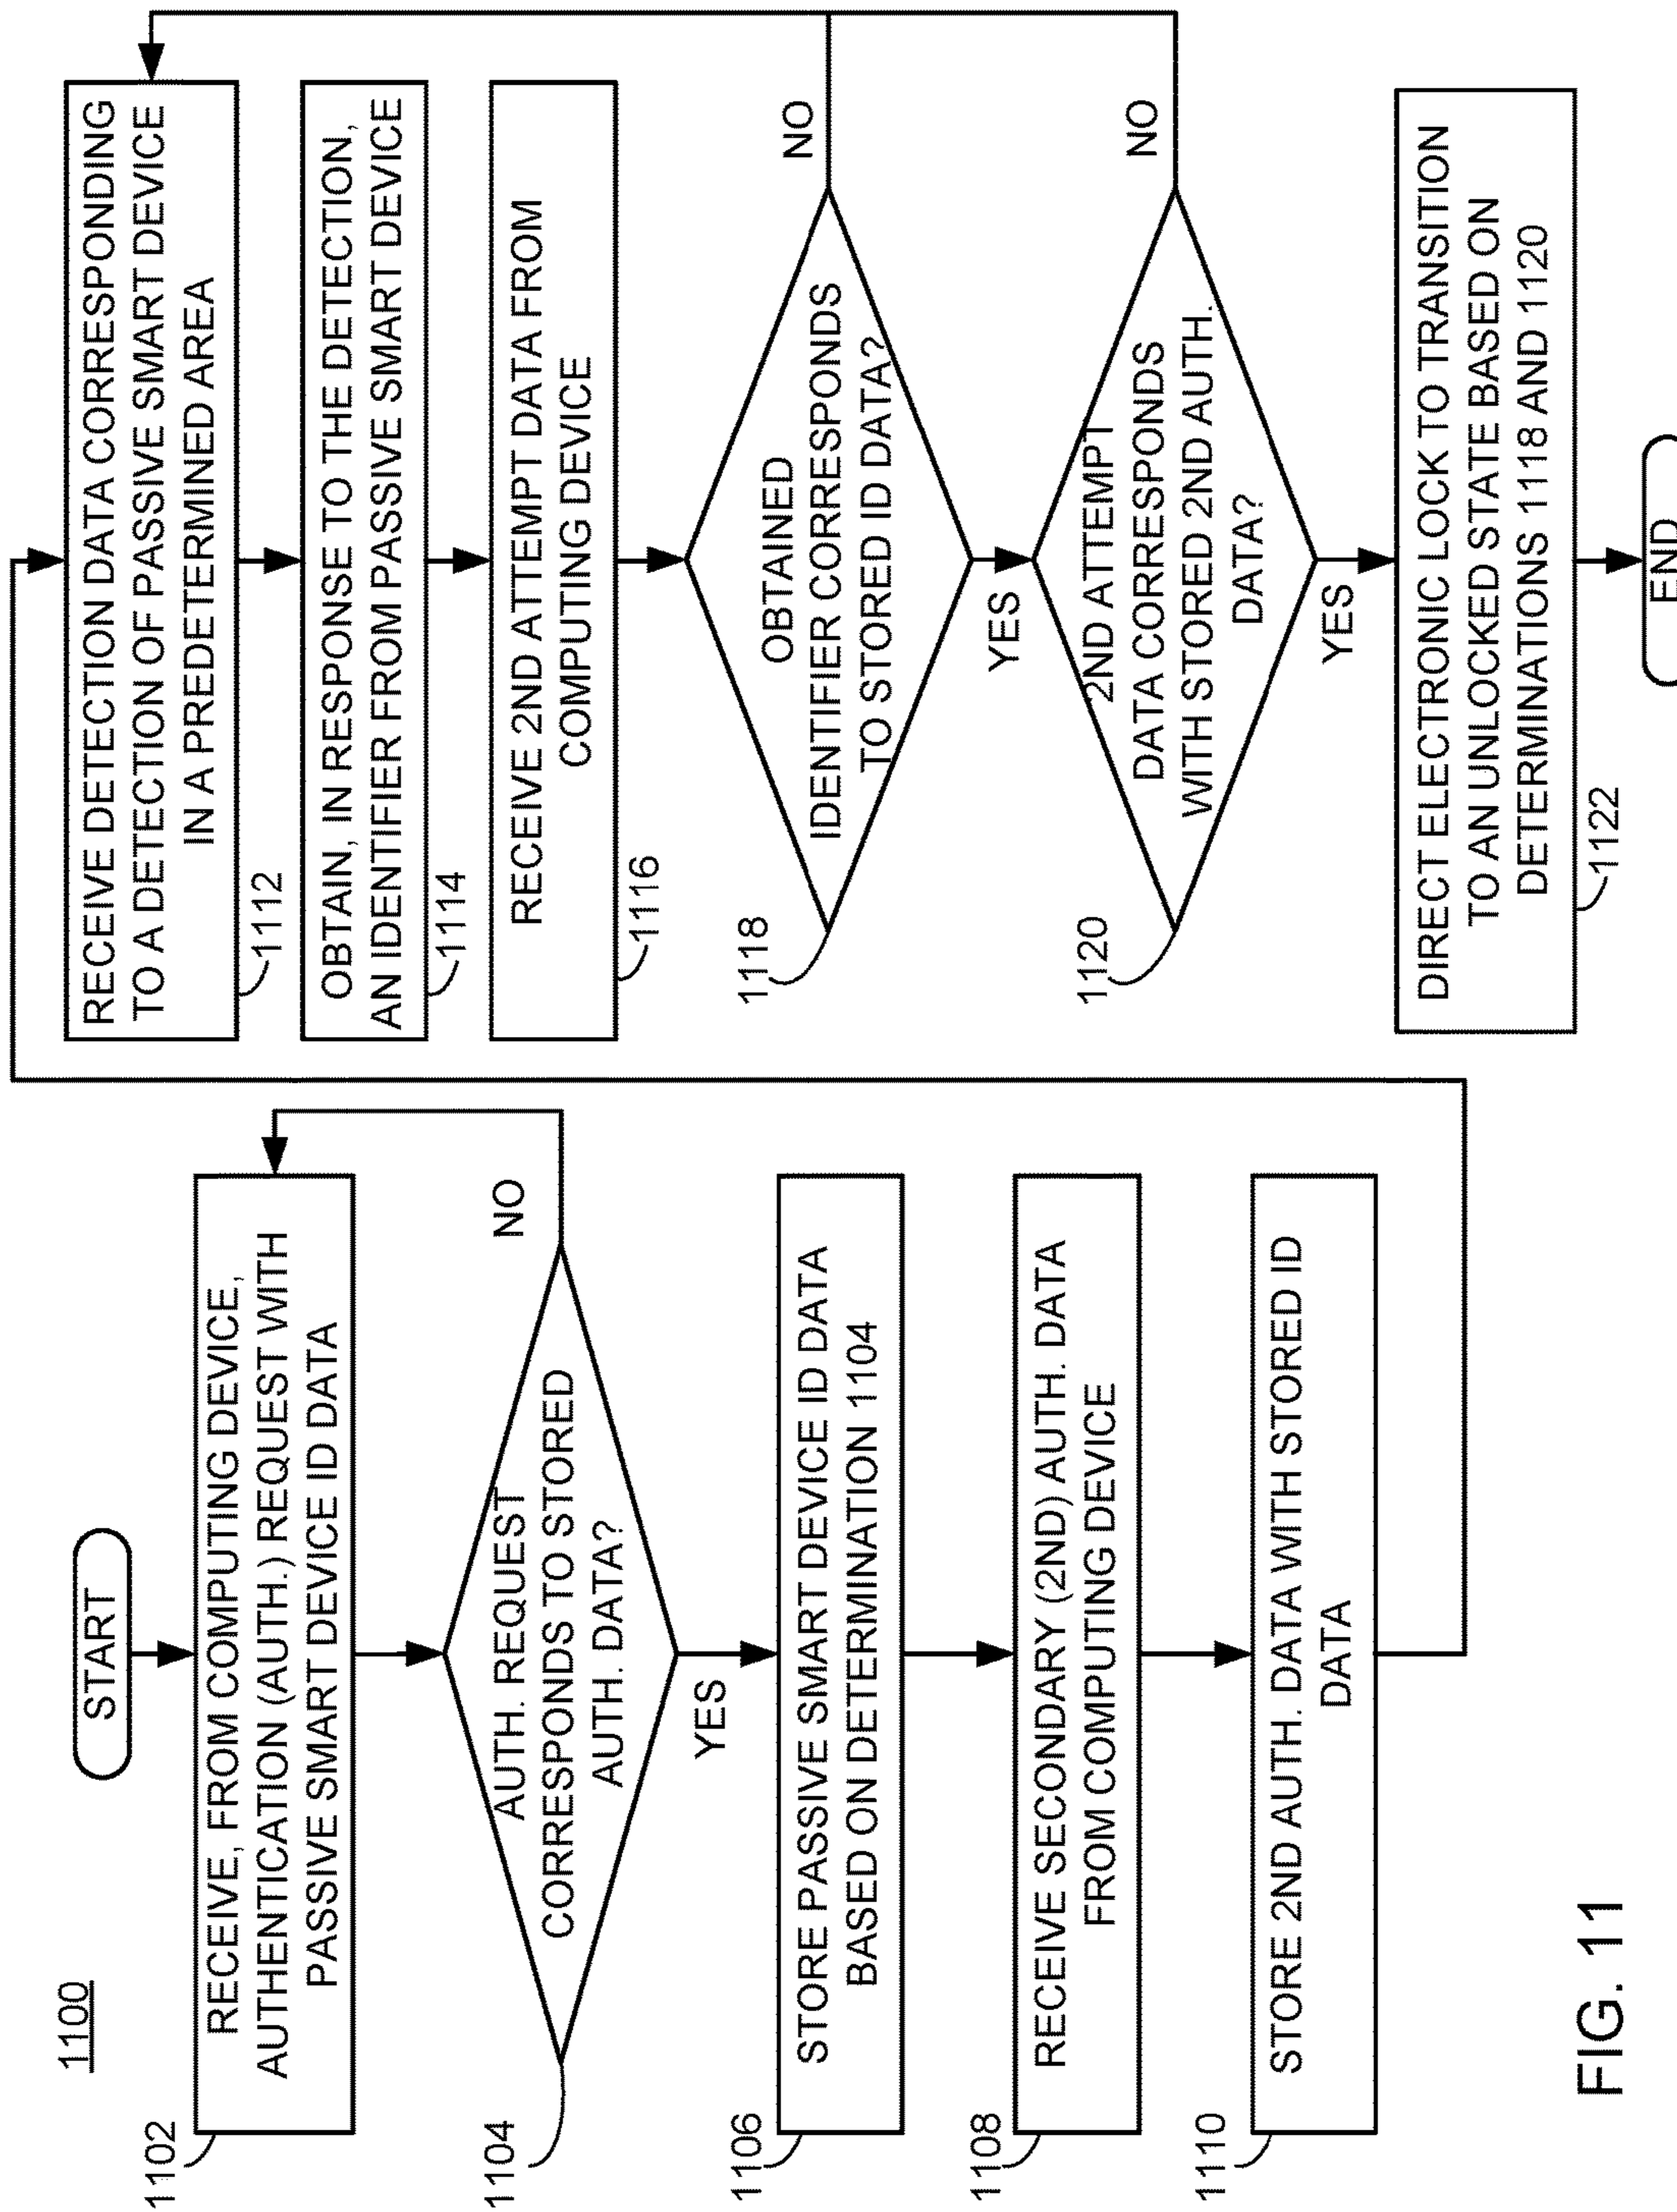 1100
START
RECEIVE, FROM COMPUTING DEVICE,
AUTHENTICATION (AUTH.) REQUEST WITH
PASSIVE SMART DEVICE ID DATA
1102
AUTH. REQUEST
CORRESPONDS TO STORED
AUTH. DATA?
1104
NO
YES
STORE PASSIVE SMART DEVICE ID DATA
BASED ON DETERMINATION 1104
1106
RECEIVE SECONDARY (2ND) AUTH. DATA
FROM COMPUTING DEVICE
1108
STORE 2ND AUTH. DATA WITH STORED ID
DATA
1110
RECEIVE DETECTION DATA CORRESPONDING
TO A DETECTION OF PASSIVE SMART DEVICE
IN A PREDETERMINED AREA
1112
OBTAIN, IN RESPONSE TO THE DETECTION,
AN IDENTIFIER FROM PASSIVE SMART DEVICE
1114
RECEIVE 2ND ATTEMPT DATA FROM
COMPUTING DEVICE
1116
OBTAINED
IDENTIFIER CORRESPONDS
TO STORED ID DATA?
1118
NO
YES
2ND ATTEMPT
DATA CORRESPONDS
WITH STORED 2ND AUTH.
DATA?
1120
NO
YES
DIRECT ELECTRONIC LOCK TO TRANSITION
TO AN UNLOCKED STATE BASED ON
DETERMINATIONS 1118 AND 1120
1122
END
FIG. 11